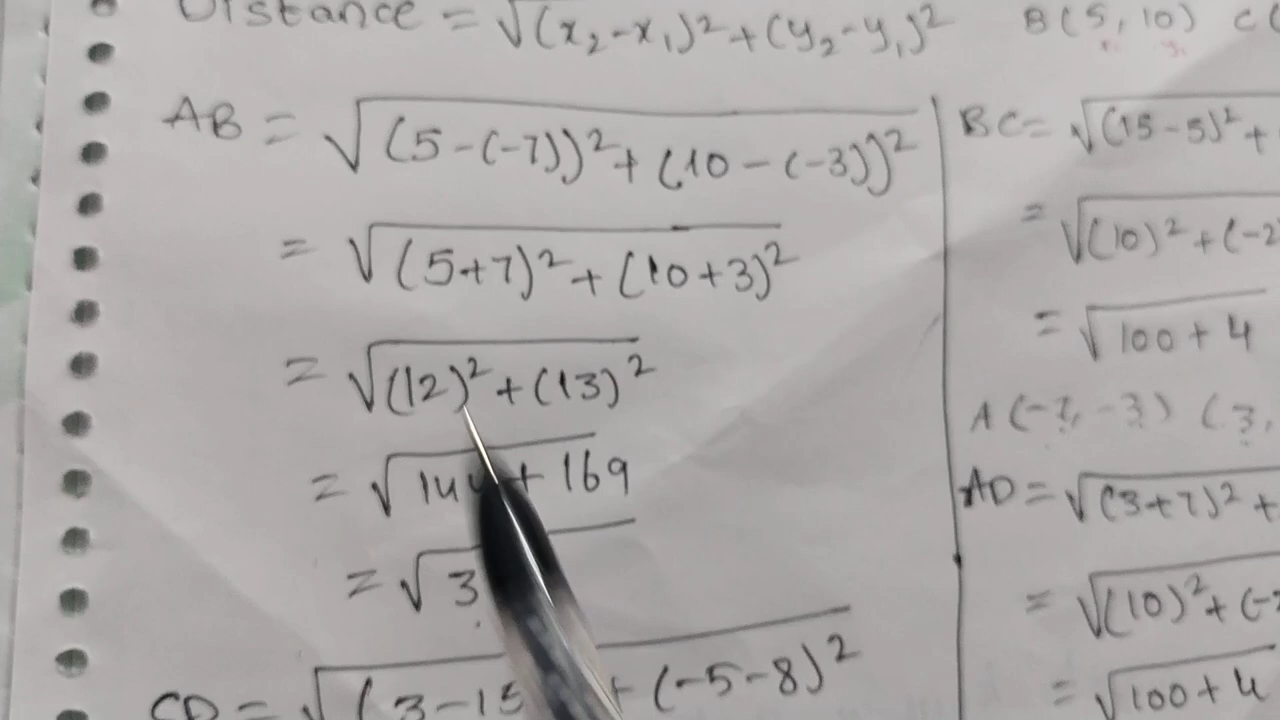 Distance = √(x₂-x₁)²+(y₂-y₁)² B(5, 10) C(
AB = √(5-(-7))²+(10-(-3))²
= √(5+7)²+(10+3)²
= √(12)²+(13)²
= √144+169
= √3
CD = √(3-15 + (-5-8)²
BC = √(15-5)²+
= √(10)²+(-2
= √100+4
A(-7,-3) (3,
AD = √(3+7)²+
= √(10)²+(-2
= √100+4